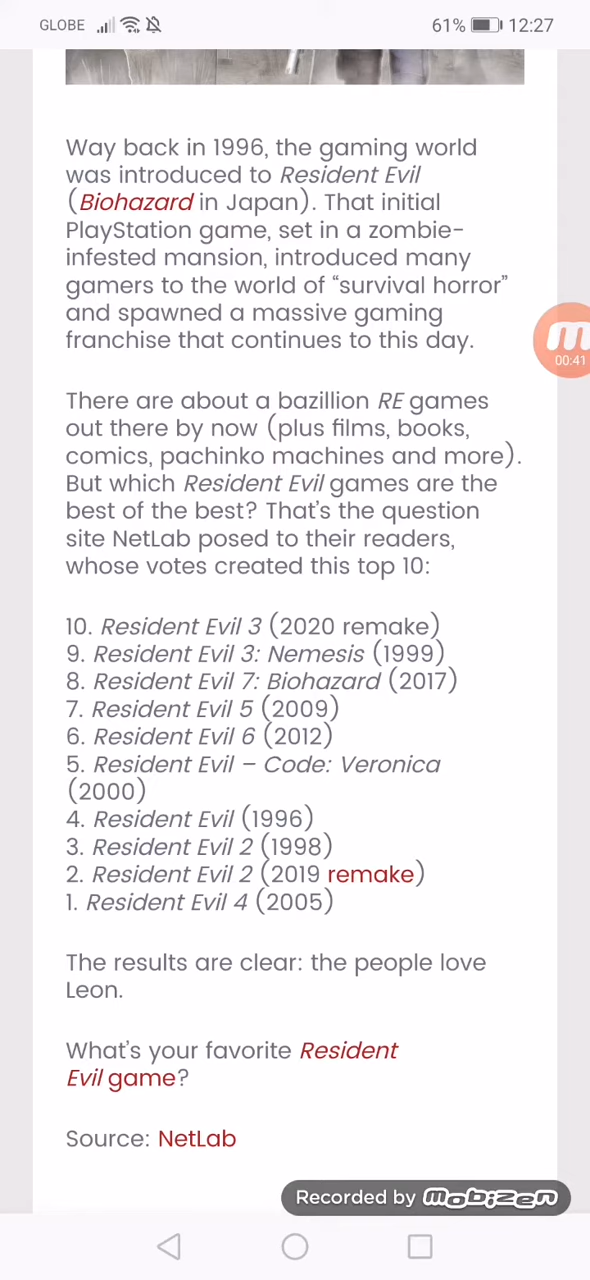 GLOBE 61% 12:27
Way back in 1996, the gaming world
was introduced to Resident Evil
(Biohazard in Japan). That initial
PlayStation game, set in a zombie-
infested mansion, introduced many
gamers to the world of “survival horror”
and spawned a massive gaming
franchise that continues to this day.
00:41
There are about a bazillion RE games
out there by now (plus films, books,
comics, pachinko machines and more).
But which Resident Evil games are the
best of the best? That’s the question
site NetLab posed to their readers,
whose votes created this top 10:
10. Resident Evil 3 (2020 remake)
9. Resident Evil 3: Nemesis (1999)
8. Resident Evil 7: Biohazard (2017)
7. Resident Evil 5 (2009)
6. Resident Evil 6 (2012)
5. Resident Evil – Code: Veronica
(2000)
4. Resident Evil (1996)
3. Resident Evil 2 (1998)
2. Resident Evil 2 (2019 remake)
1. Resident Evil 4 (2005)
The results are clear: the people love
Leon.
What’s your favorite Resident
Evil game?
Source: NetLab
Recorded by mobizen